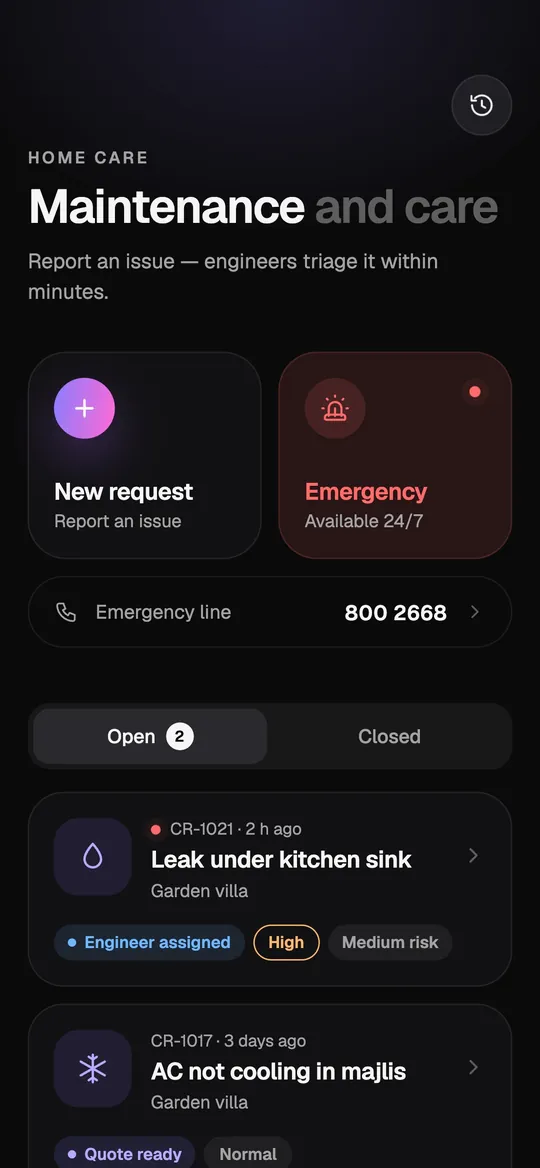 HOME CARE
Maintenance and care
Report an issue — engineers triage it within
minutes.
New request
Report an issue
Emergency
Available 24/7
Emergency line
800 2668
Open 2
Closed
CR-1021 · 2 h ago
Leak under kitchen sink
Garden villa
Engineer assigned
High
Medium risk
CR-1017 · 3 days ago
AC not cooling in majlis
Garden villa
Quote ready
Normal